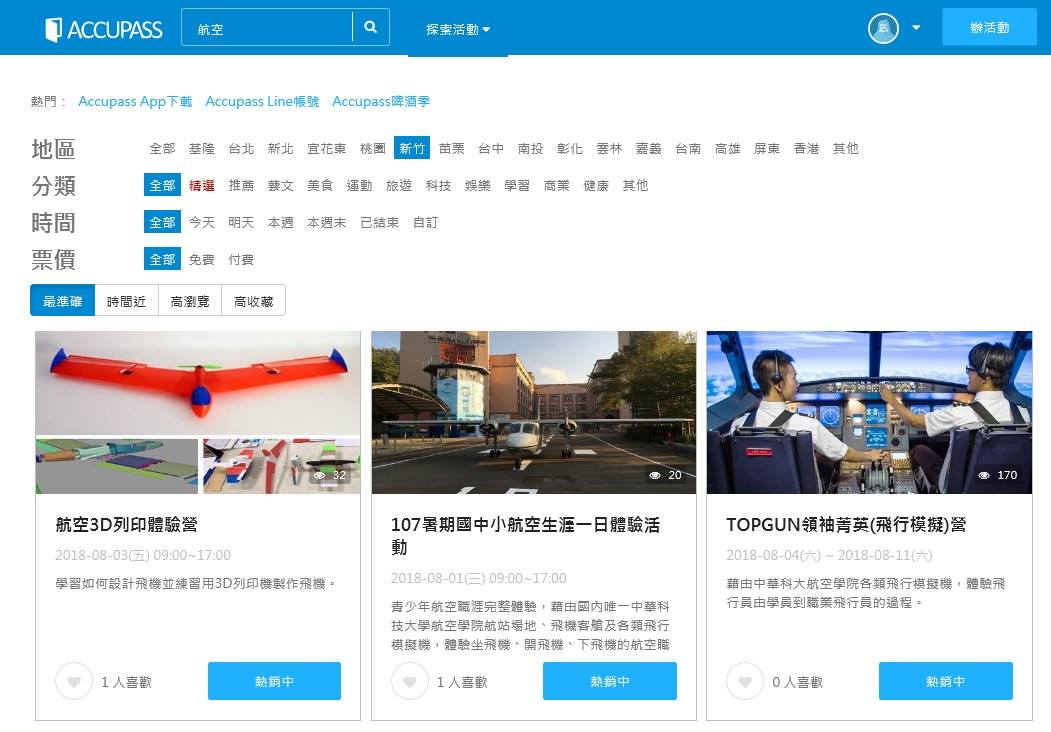 ACCUPASS
航空
探索活動
辦活動
熱門： Accupass App下載 Accupass Line帳號 Accupass啤酒季
地區 全部 基隆 台北 新北 宜花東 桃園 新竹 苗栗 台中 南投 彰化 雲林 嘉義 台南 高雄 屏東 香港 其他
分類 全部 精選 推薦 藝文 美食 運動 旅遊 科技 娛樂 學習 商業 健康 其他
時間 全部 今天 明天 本週 本週末 已結束 自訂
票價 全部 免費 付費
最準確 時間近 高瀏覽 高收藏
32
航空3D列印體驗營
2018-08-03(五) 09:00~17:00
學習如何設計飛機並練習用3D列印機製作飛機。
1 人喜歡
熱銷中
20
107暑期國中小航空生涯一日體驗活
動
2018-08-01(三) 09:00~17:00
青少年航空職涯完整體驗，藉由國內唯一中華科
技大學航空學院航站場地、飛機客艙及各類飛行
模擬機，體驗坐飛機、開飛機、下飛機的航空職
1 人喜歡
熱銷中
170
TOPGUN領袖菁英(飛行模擬)營
2018-08-04(六) ~ 2018-08-11(六)
藉由中華科大航空學院各類飛行模擬機，體驗飛
行員由學員到職業飛行員的過程。
0 人喜歡
熱銷中